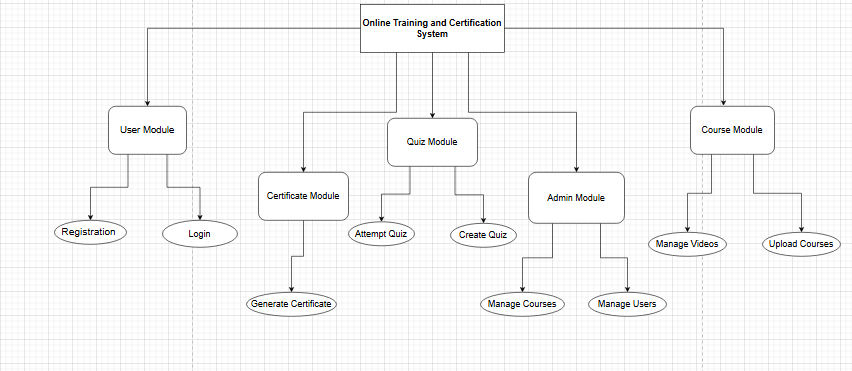 Online Training and Certification
System
User Module
Course Module
Quiz Module
Certificate Module
Admin Module
Registration
Login
Attempt Quiz
Create Quiz
Manage Videos
Upload Courses
Generate Certificate
Manage Courses
Manage Users